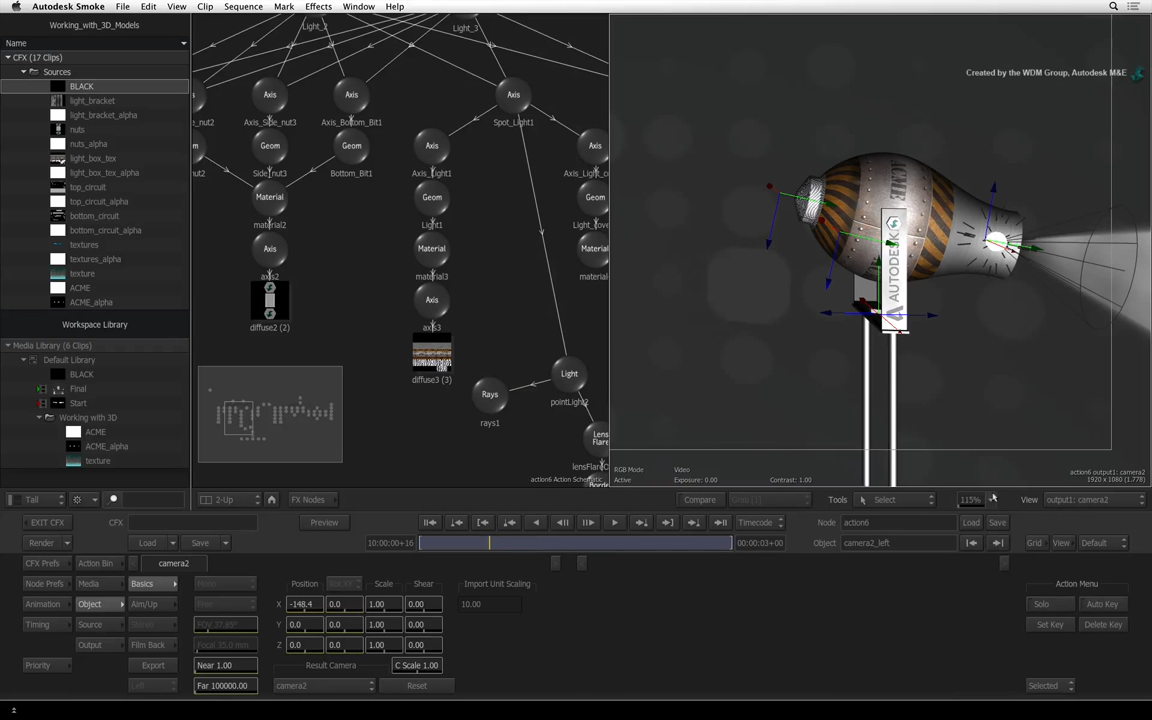 Autodesk Smoke File Edit View Clip Sequence Mark Effects Window Help
Working_with_3D_Models
Name
CFX (17 Clips)
Sources
BLACK
light_bracket
light_bracket_alpha
nuts
nuts_alpha
light_box_tex
light_box_tex_alpha
top_circuit
top_circuit_alpha
bottom_circuit
bottom_circuit_alpha
textures
textures_alpha
texture
ACME
ACME_alpha
Workspace Library
Media Library (6 Clips)
Default Library
BLACK
Final
Start
Working with 3D
ACME
ACME_alpha
texture
Light_2 Light_3
Axis Axis Axis
Axis_Side_nut3 Axis_Bottom_Bit1 Spot_Light1
Geom Geom Axis Axis
Side_nut3 Bottom_Bit1 Axis_Light1
Material Geom
material2 Light1
Axis Material Material
axis2 material3 material
Axis
diffuse2 (2) axis3
diffuse3 (3)
Light
pointLight2
Rays
rays1
Lens
Flare
action6 Action Schematic
Created by the WDM Group, Autodesk M&E
ACME
AUTODESK
RGB Mode Video
Active Exposure: 0.00 Contrast: 1.00
action6 output1: camera2
1920 x 1080 (1.778)
Tall 2-Up FX Nodes Compare Tools Select 115% View output1: camera2
EXIT CFX CFX Preview Timecode Node action6 Load Save
Render Load Save 10:00:00+16 00:00:03+00 Object camera2_left Grid View Default
CFX Prefs Action Bin camera2
Node Prefs Media Basics Position Scale Shear Import Unit Scaling Action Menu
Animation Object Aim/Up X -148.4 0.0 1.00 0.00 10.00 Solo Auto Key
Timing Source Y 0.0 0.0 1.00 0.00 Set Key Delete Key
Output Film Back Z 0.0 0.0 1.00 0.00
Priority Export Near 1.00 Result Camera C Scale 1.00
Far 100000.00 camera2 Reset Selected